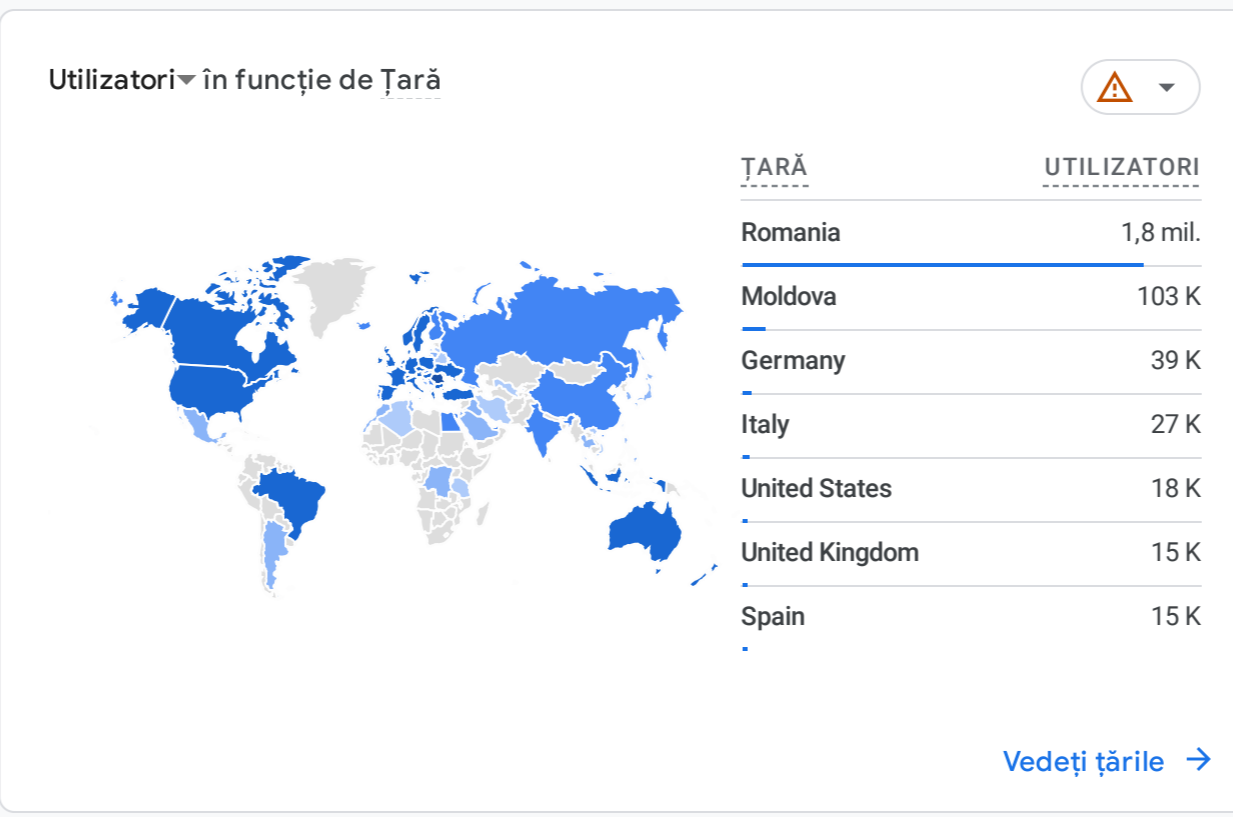 Utilizatori în funcție de Țară
ȚARĂ UTILIZATORI
Romania 1,8 mil.
Moldova 103 K
Germany 39 K
Italy 27 K
United States 18 K
United Kingdom 15 K
Spain 15 K
Vedeți țările